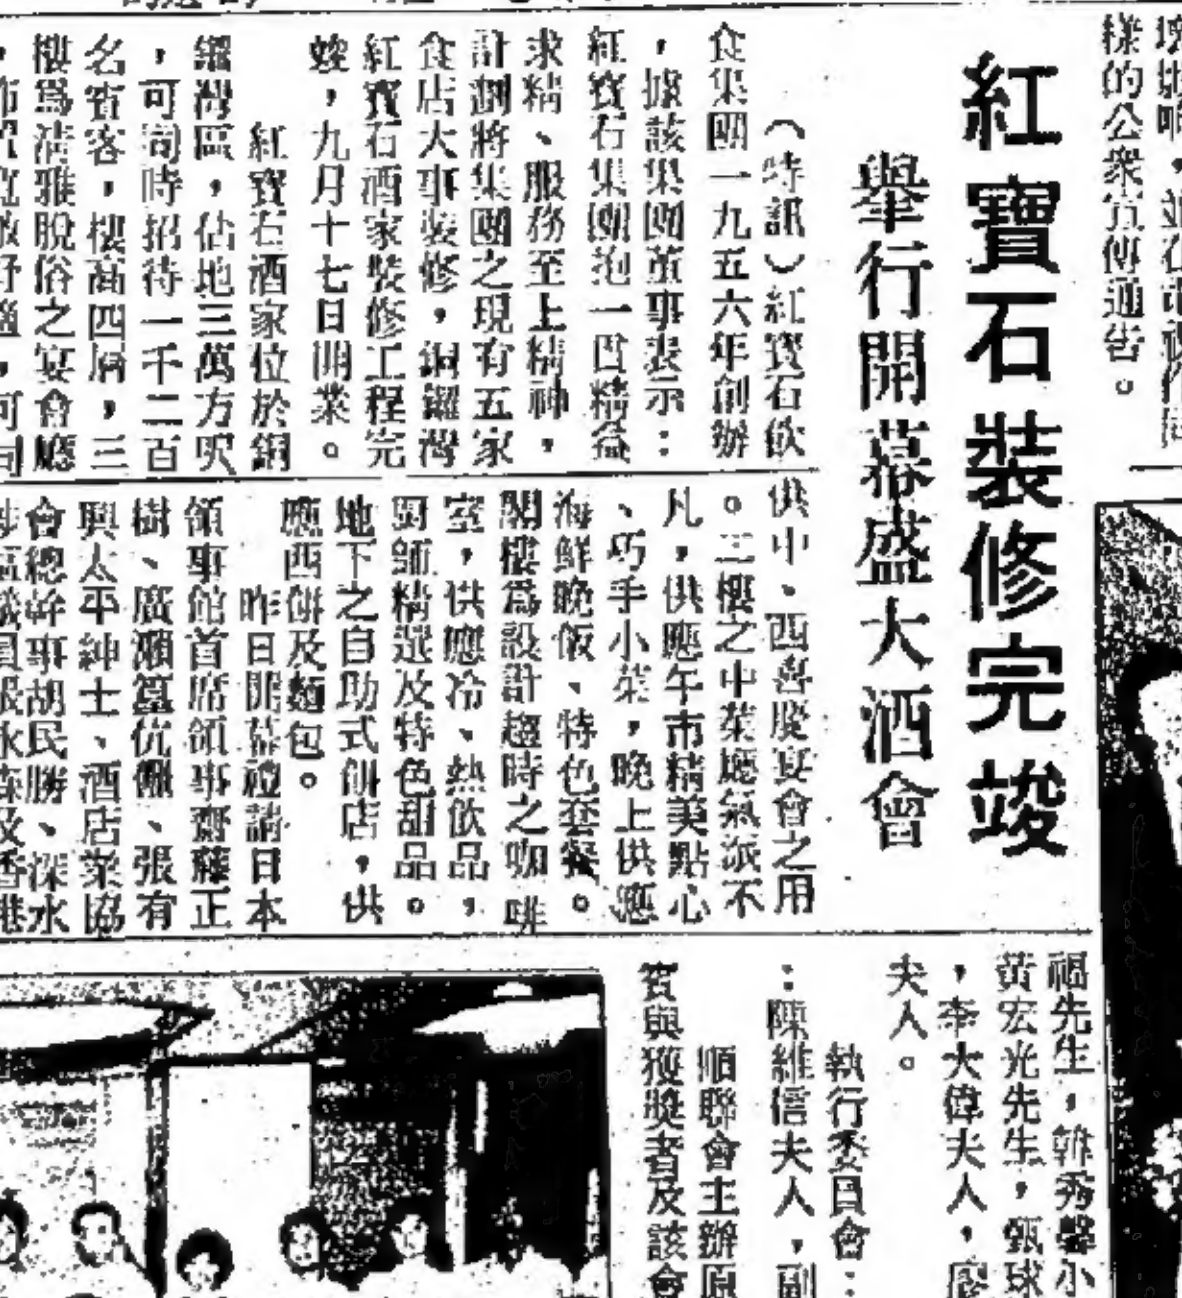 紅寶石裝修完竣
舉行開幕盛大酒會
（特訊）紅寶石飲
食集團一九五六年創辦
，據該集團董事表示：
紅寶石集團抱一貫精益
求精、服務至上精神，
計劃將集團之現有五家
食店大事裝修，銅鑼灣
紅寶石酒家裝修工程完
竣，九月十七日開業。
紅寶石酒家位於銅
鑼灣區，佔地三萬方呎
，可同時招待一千二百
名賓客，樓高四層，三
樓為清雅脫俗之宴會廳
，佈置寬敞舒適，可同
供中、西喜慶宴會之用
。二樓之中菜廳氣派不
凡，供應午市精美點心
、巧手小菜，晚上供應
海鮮晚飯、特色套餐。
閣樓為設計趨時之咖啡
室，供應冷、熱飲品，
廚師精選及特色甜品。
地下之自助式餅店，供
應西餅及麵包。
昨日開幕禮請日本
領事館首席領事齋藤正
樹、廣瀨篤优儷、張有
興太平紳士、酒店業協
會總幹事胡民勝、深水
樣的公衆宣傳通告。
福先生，
黃宏光先生，甄球
，李大偉夫人，
夫人。
執行委員會：
：陳維信夫人，副
順聯會主辦原
賓與獲獎者及該會